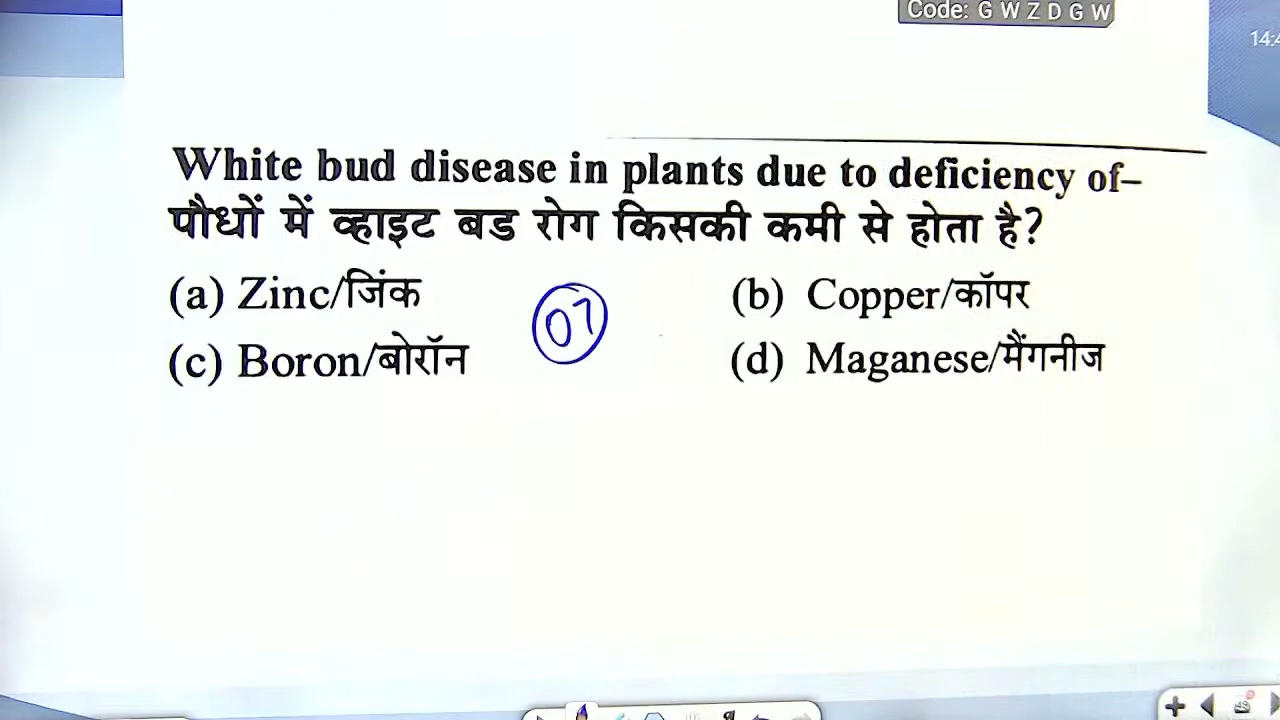 Code: G W Z D G W
14:4
White bud disease in plants due to deficiency of–
पौधों में व्हाइट बड रोग किसकी कमी से होता है?
(a) Zinc/जिंक
(b) Copper/कॉपर
07
(c) Boron/बोरॉन
(d) Maganese/मैंगनीज